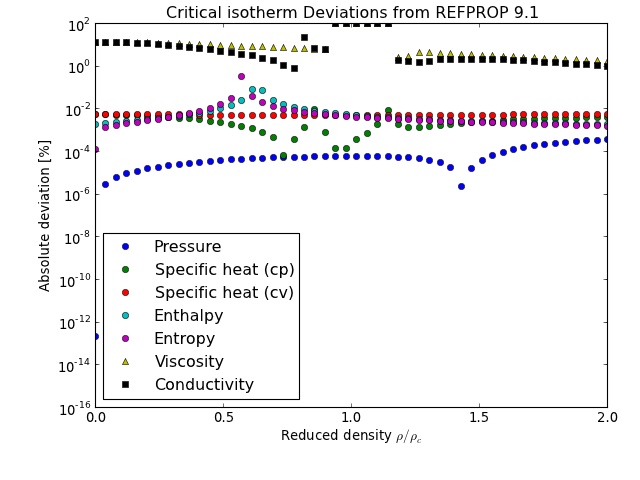 Critical isotherm Deviations from REFPROP 9.1
10^2
10^0
10^-2
10^-4
10^-6
10^-8
10^-10
10^-12
10^-14
10^-16
Absolute deviation [%]
Pressure
Specific heat (cp)
Specific heat (cv)
Enthalpy
Entropy
Viscosity
Conductivity
0.0 0.5 1.0 1.5 2.0
Reduced density ρ/ρ_c